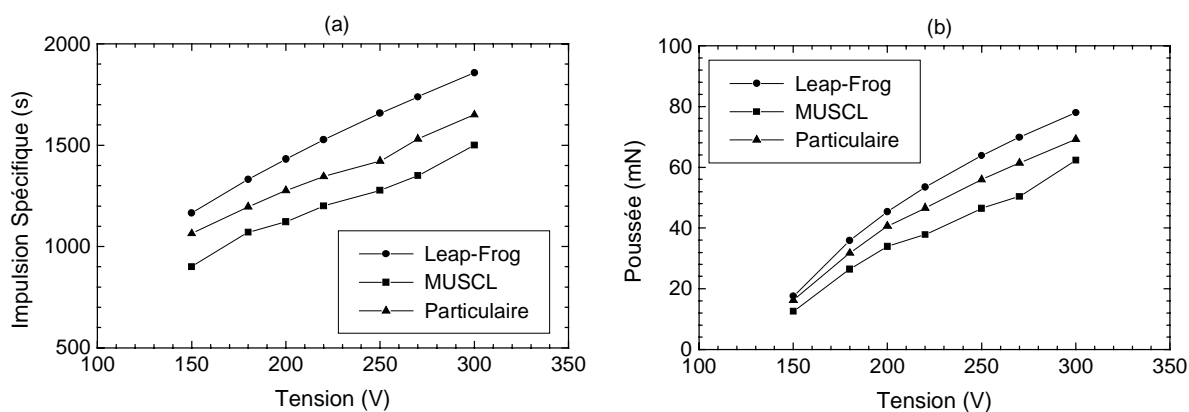 (a)
2000
1500
1000
500
Impulsion Spécifique (s)
Leap-Frog
MUSCL
Particulaire
100 150 200 250 300 350
Tension (V)
(b)
100
80
60
40
20
0
Poussée (mN)
Leap-Frog
MUSCL
Particulaire
100 150 200 250 300 350
Tension (V)